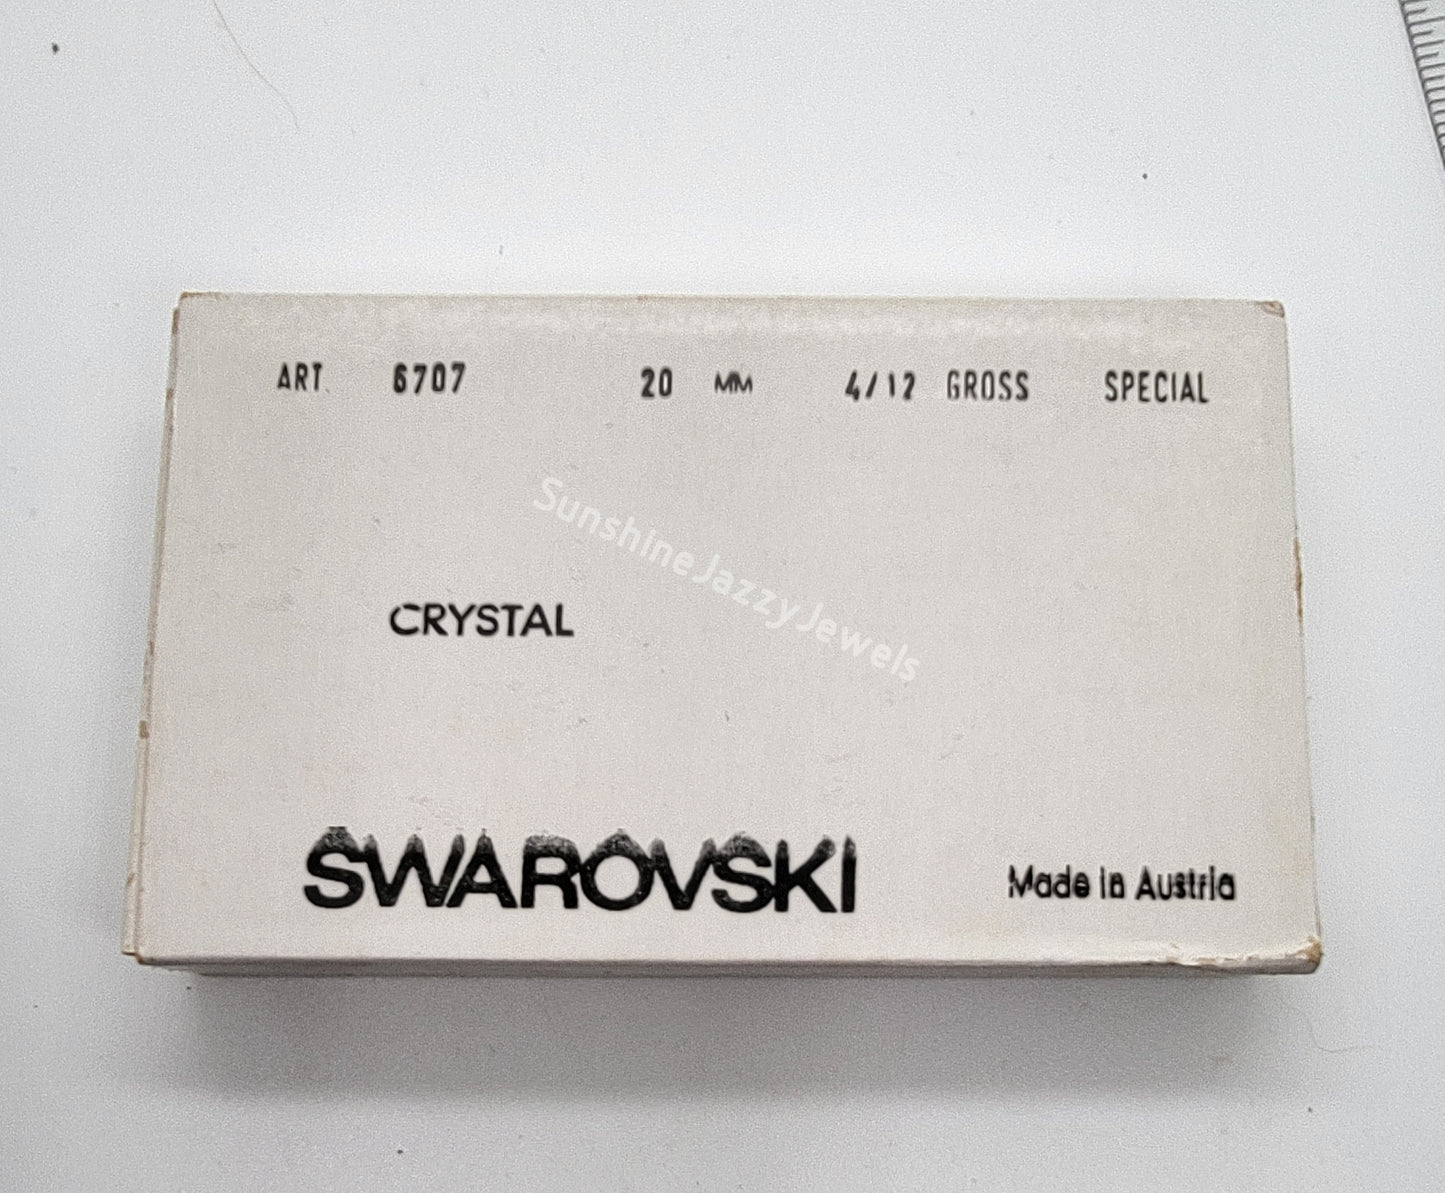 ART. 6707 20 MM 4/12 GROSS SPECIAL
SunshineJazzyJewels
CRYSTAL
SWAROVSKI
Made in Austria